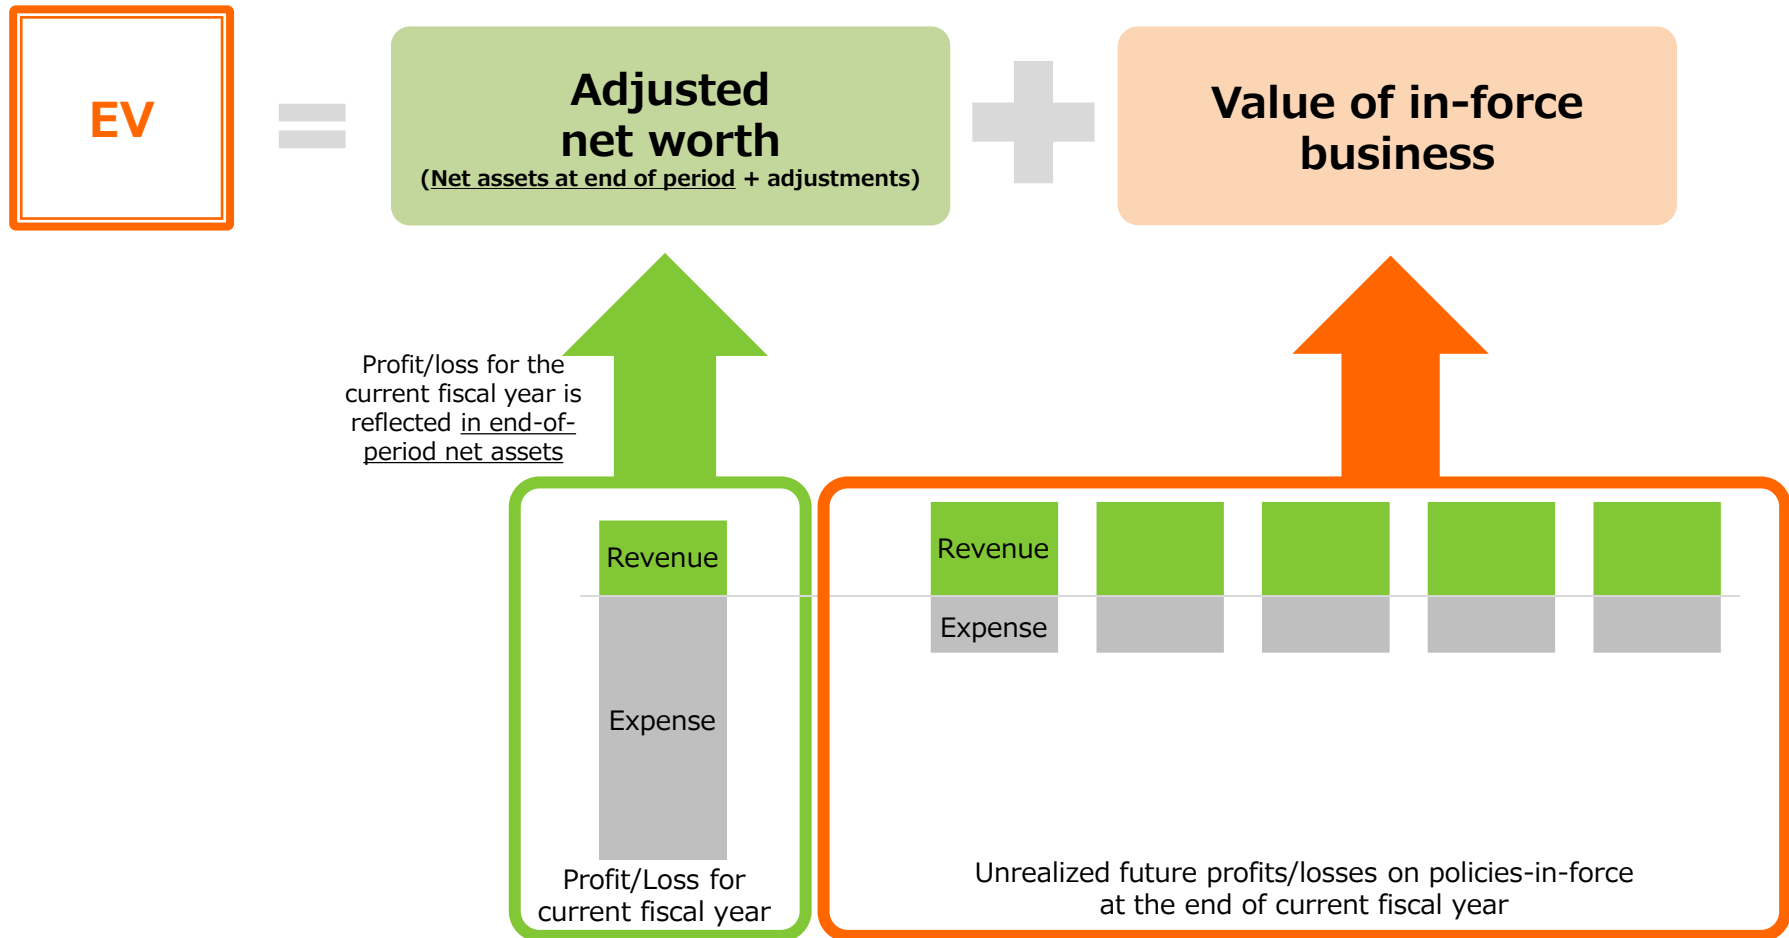 EV
Adjusted
net worth
(Net assets at end of period + adjustments)
Value of in-force
business
Profit/loss for the
current fiscal year is
reflected in end-of-
period net assets
Revenue
Expense
Profit/Loss for
current fiscal year
Revenue
Expense
Unrealized future profits/losses on policies-in-force
at the end of current fiscal year